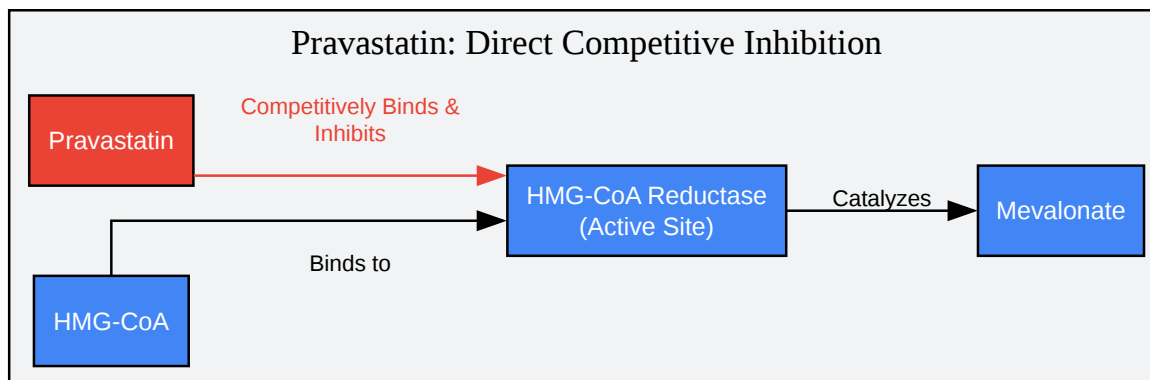 Pravastatin: Direct Competitive Inhibition
Competitively Binds &
Inhibits
Pravastatin
HMG-CoA Reductase
(Active Site)
Catalyzes
Mevalonate
Binds to
HMG-CoA